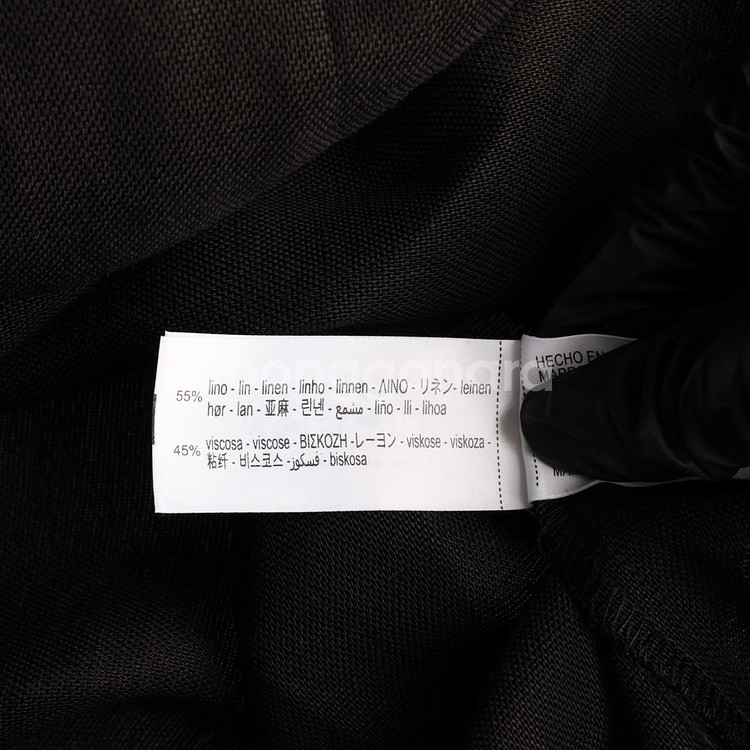 55% lino - lin - linen - linho - linnen - ΛΙΝΟ - リネン- leinen
hør - lan - 亚麻 - 린넨 - مشمع - liño - lli - lihoa
45% viscosa - viscose - ΒΙΣΚΟΖΗ -レーヨン - viskose - viskoza -
粘纤 - 비스코스 - فسكوز- biskosa
HECHO EN